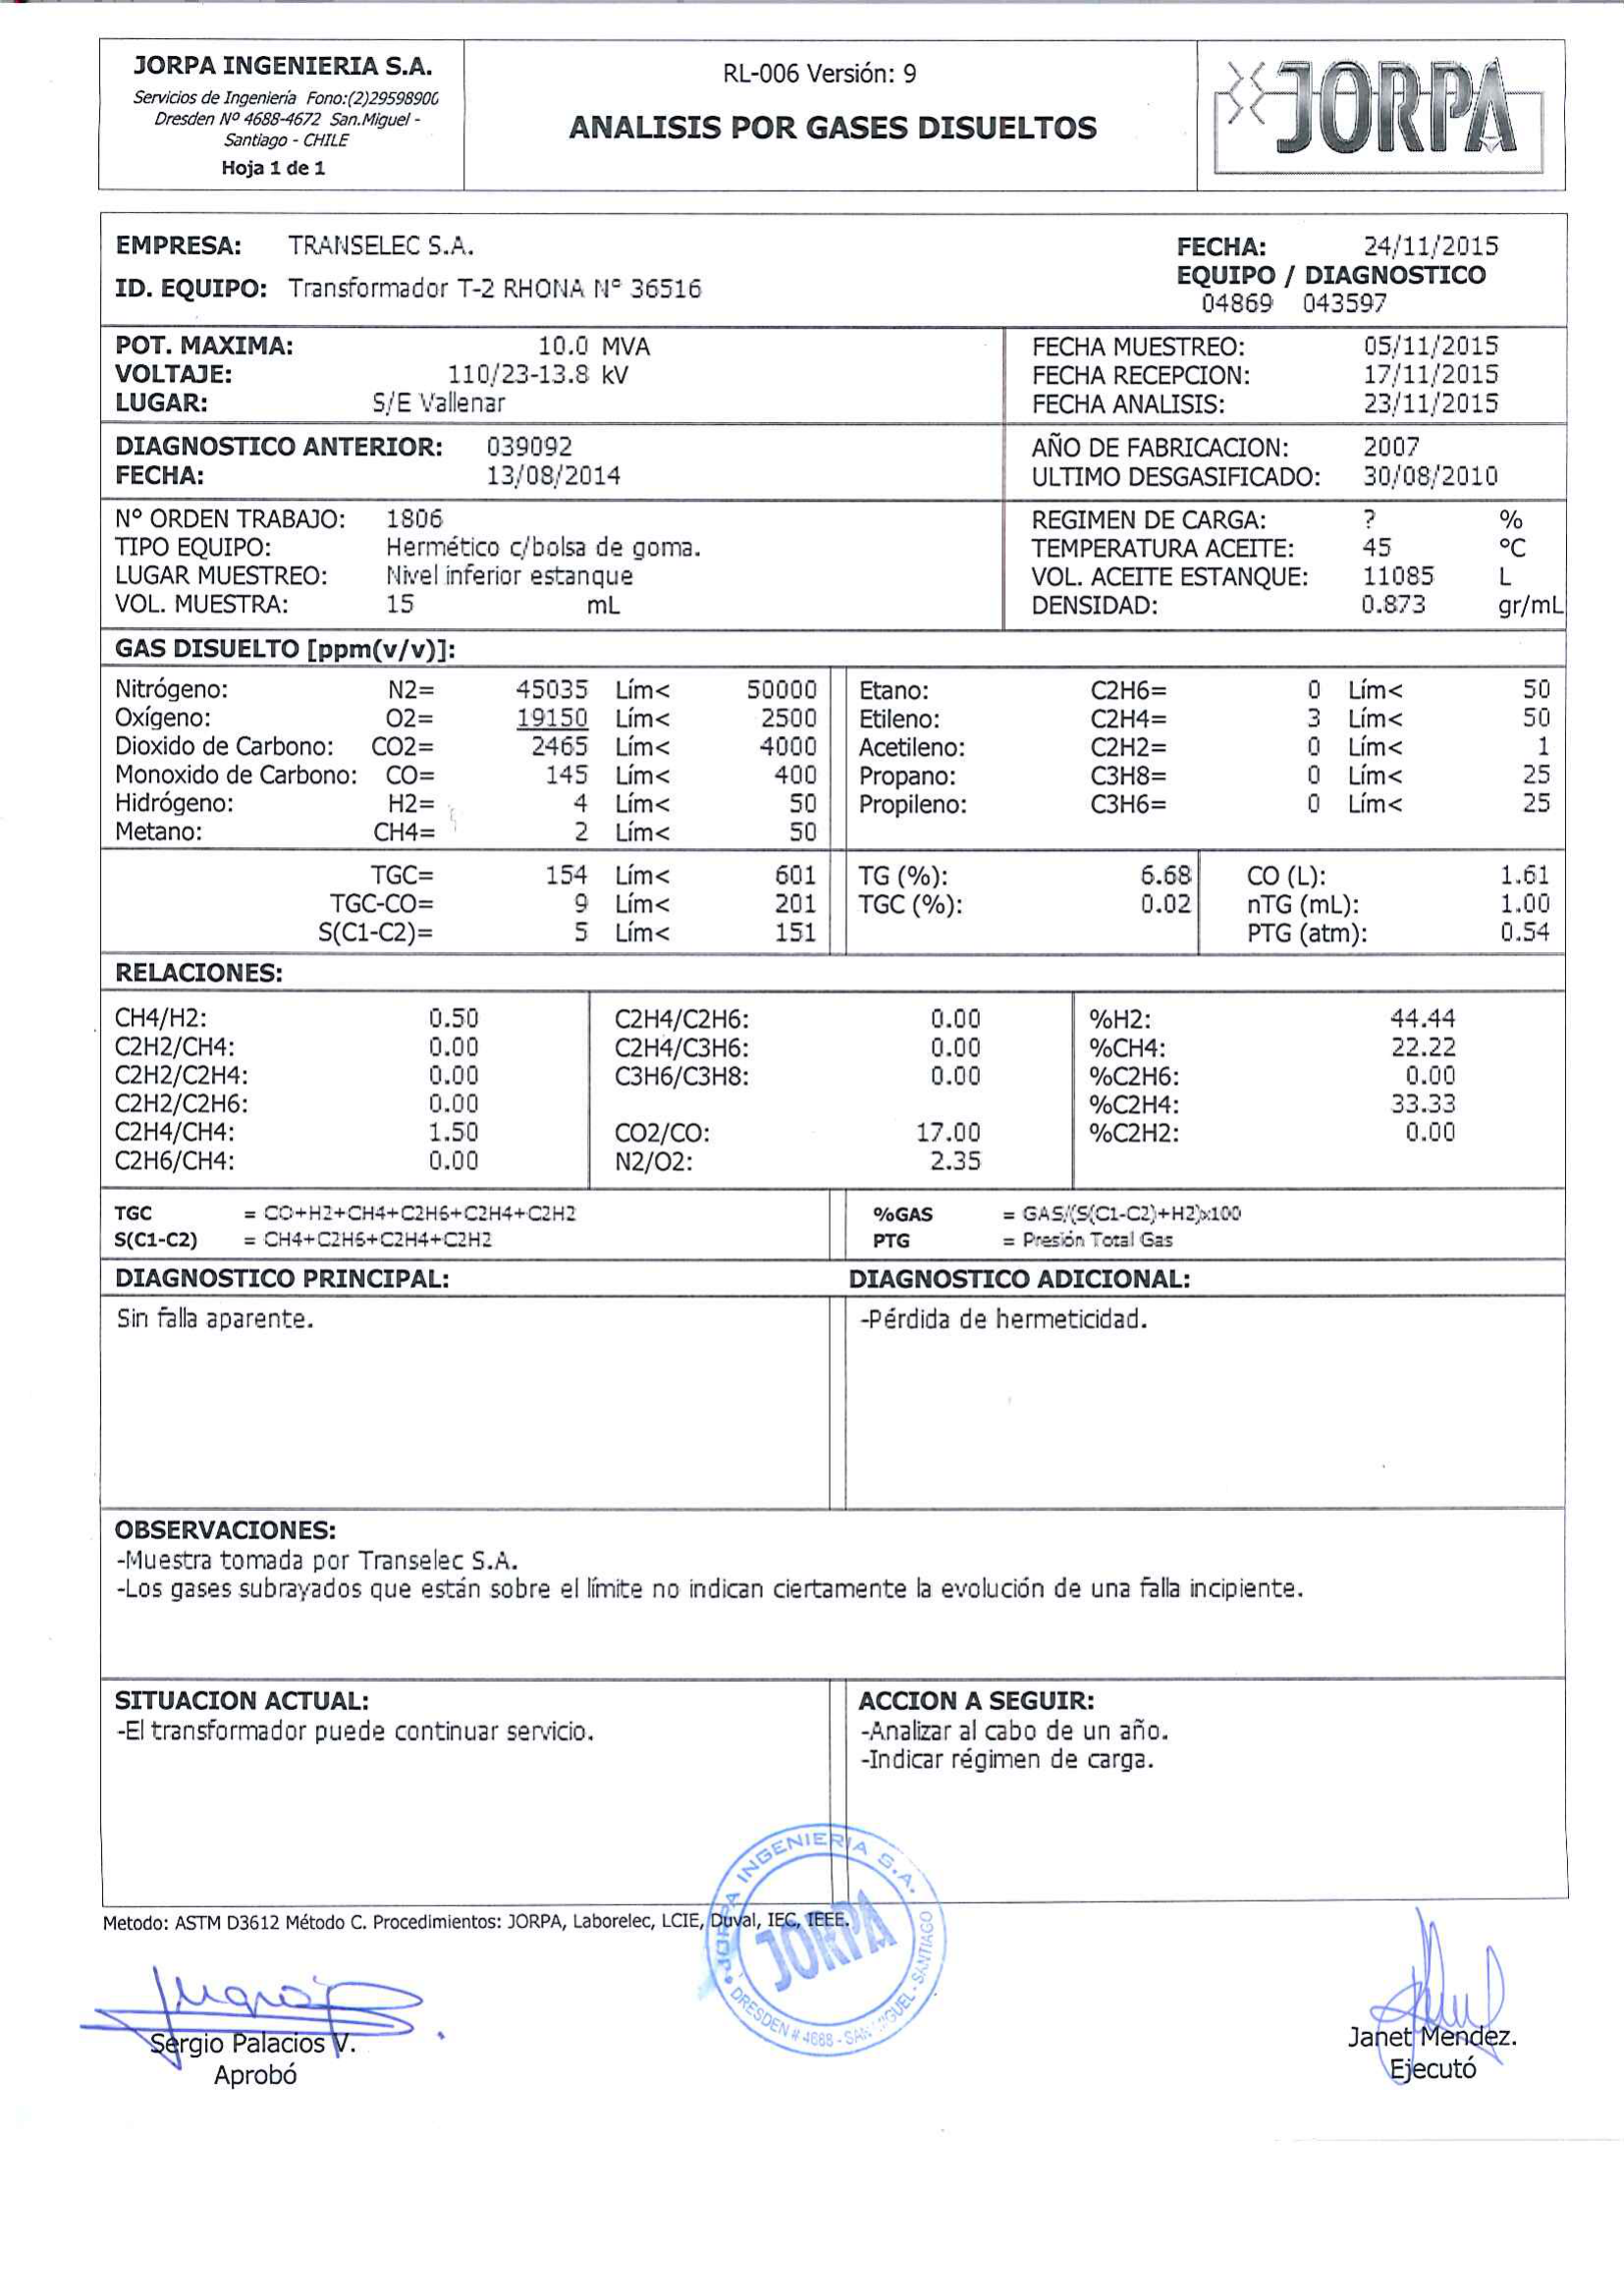 JORPA INGENIERIA S.A.
Servicios de Ingeniería Fono:(2)29598900
Dresden Nº 4688-4672 San.Miguel -
Santiago - CHILE
Hoja 1 de 1
RL-006 Versión: 9
ANALISIS POR GASES DISUELTOS
JORPA
EMPRESA: TRANSELEC S.A.
ID. EQUIPO: Transformador T-2 RHONA Nº 36516
FECHA: 24/11/2015
EQUIPO / DIAGNOSTICO
04869 043597
POT. MAXIMA: 10.0 MVA
VOLTAJE: 110/23-13.8 kV
LUGAR: S/E Vallenar
FECHA MUESTREO: 05/11/2015
FECHA RECEPCION: 17/11/2015
FECHA ANALISIS: 23/11/2015
DIAGNOSTICO ANTERIOR: 039092
FECHA: 13/08/2014
AÑO DE FABRICACION: 2007
ULTIMO DESGASIFICADO: 30/08/2010
Nº ORDEN TRABAJO: 1806
TIPO EQUIPO: Hermético c/bolsa de goma.
LUGAR MUESTREO: Nivel inferior estanque
VOL. MUESTRA: 15 mL
REGIMEN DE CARGA: ? %
TEMPERATURA ACEITE: 45 ºC
VOL. ACEITE ESTANQUE: 11085 L
DENSIDAD: 0.873 gr/mL
GAS DISUELTO [ppm(v/v)]:
Nitrógeno: N2= 45035 Lím< 50000
Oxígeno: O2= 19150 Lím< 2500
Dioxido de Carbono: CO2= 2465 Lím< 4000
Monoxido de Carbono: CO= 145 Lím< 400
Hidrógeno: H2= 4 Lím< 50
Metano: CH4= 2 Lím< 50
Etano: C2H6= 0 Lím< 50
Etileno: C2H4= 3 Lím< 50
Acetileno: C2H2= 0 Lím< 1
Propano: C3H8= 0 Lím< 25
Propileno: C3H6= 0 Lím< 25
TGC= 154 Lím< 601
TGC-CO= 9 Lím< 201
S(C1-C2)= 5 Lím< 151
TG (%): 6.68
TGC (%): 0.02
CO (L): 1.61
nTG (mL): 1.00
PTG (atm): 0.54
RELACIONES:
CH4/H2: 0.50
C2H2/CH4: 0.00
C2H2/C2H4: 0.00
C2H2/C2H6: 0.00
C2H4/CH4: 1.50
C2H6/CH4: 0.00
C2H4/C2H6: 0.00
C2H4/C3H6: 0.00
C3H6/C3H8: 0.00
CO2/CO: 17.00
N2/O2: 2.35
%H2: 44.44
%CH4: 22.22
%C2H6: 0.00
%C2H4: 33.33
%C2H2: 0.00
TGC = CO+H2+CH4+C2H6+C2H4+C2H2
S(C1-C2) = CH4+C2H6+C2H4+C2H2
%GAS = GAS/(S(C1-C2)+H2)x100
PTG = Presión Total Gas
DIAGNOSTICO PRINCIPAL:
Sin falla aparente.
DIAGNOSTICO ADICIONAL:
-Pérdida de hermeticidad.
OBSERVACIONES:
-Muestra tomada por Transelec S.A.
-Los gases subrayados que están sobre el límite no indican ciertamente la evolución de una falla incipiente.
SITUACION ACTUAL:
-El transformador puede continuar servicio.
ACCION A SEGUIR:
-Analizar al cabo de un año.
-Indicar régimen de carga.
Metodo: ASTM D3612 Método C. Procedimientos: JORPA, Laborelec, LCIE, Duval, IEC, IEEE.
JORPA INGENIERIA S.A.
JORPA
DRESDEN # 4688 - SAN MIGUEL - SANTIAGO
Sergio Palacios V.
Aprobó
Janet Mendez.
Ejecutó